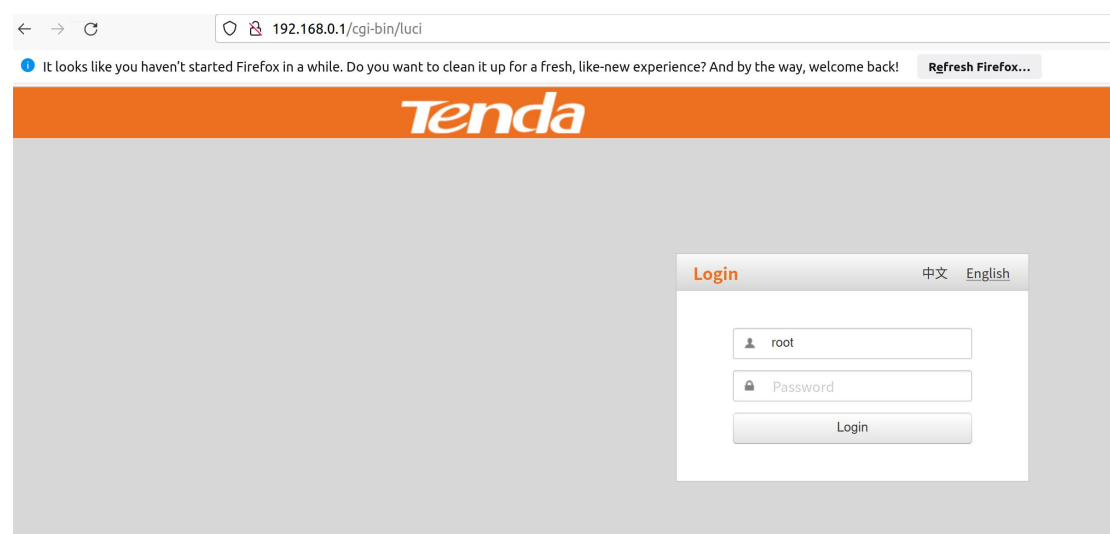 192.168.0.1/cgi-bin/luci
It looks like you haven't started Firefox in a while. Do you want to clean it up for a fresh, like-new experience? And by the way, welcome back! Refresh Firefox...
Tenda
Login 中文 English
root
Password
Login